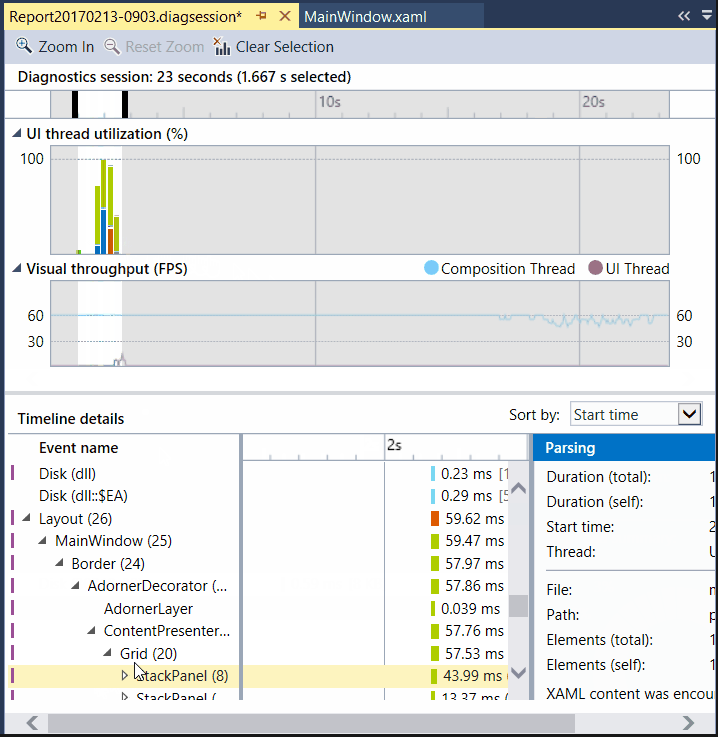 Report20170213-0903.diagsession* MainWindow.xaml
Zoom In Reset Zoom Clear Selection
Diagnostics session: 23 seconds (1.667 s selected)
10s 20s
UI thread utilization (%)
100 100
Visual throughput (FPS) Composition Thread UI Thread
60 60
30 30
Timeline details Sort by: Start time
Event name 2s Parsing
Disk (dll) 0.23 ms [1
Disk (dll::$EA) 0.29 ms [5
Layout (26) 59.62 ms
MainWindow (25) 59.47 ms
Border (24) 57.97 ms
AdornerDecorator (... 57.86 ms
AdornerLayer 0.039 ms
ContentPresenter... 57.76 ms
Grid (20) 57.53 ms
StackPanel (8) 43.99 ms
StackPanel ( 13.37 ms
Duration (total): 1
Duration (self): 1
Start time: 2
Thread: U
File: m
Path: p
Elements (total): 1
Elements (self): 1
XAML content was encou